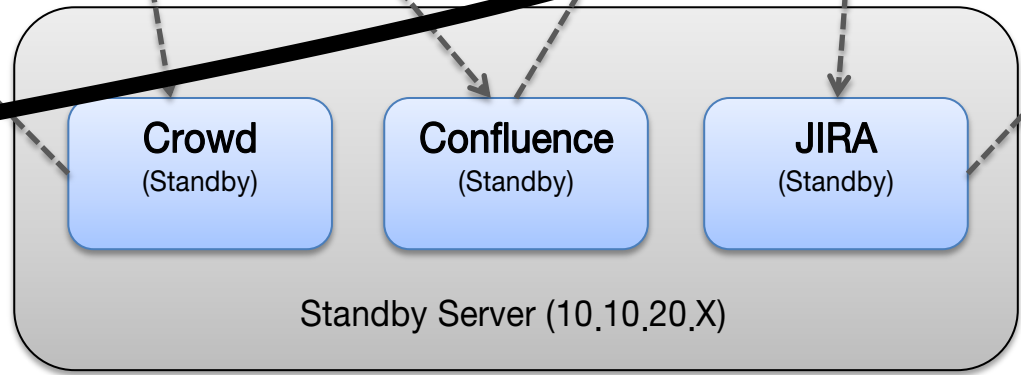 Crowd
(Standby)
Confluence
(Standby)
JIRA
(Standby)
Standby Server (10.10.20.X)